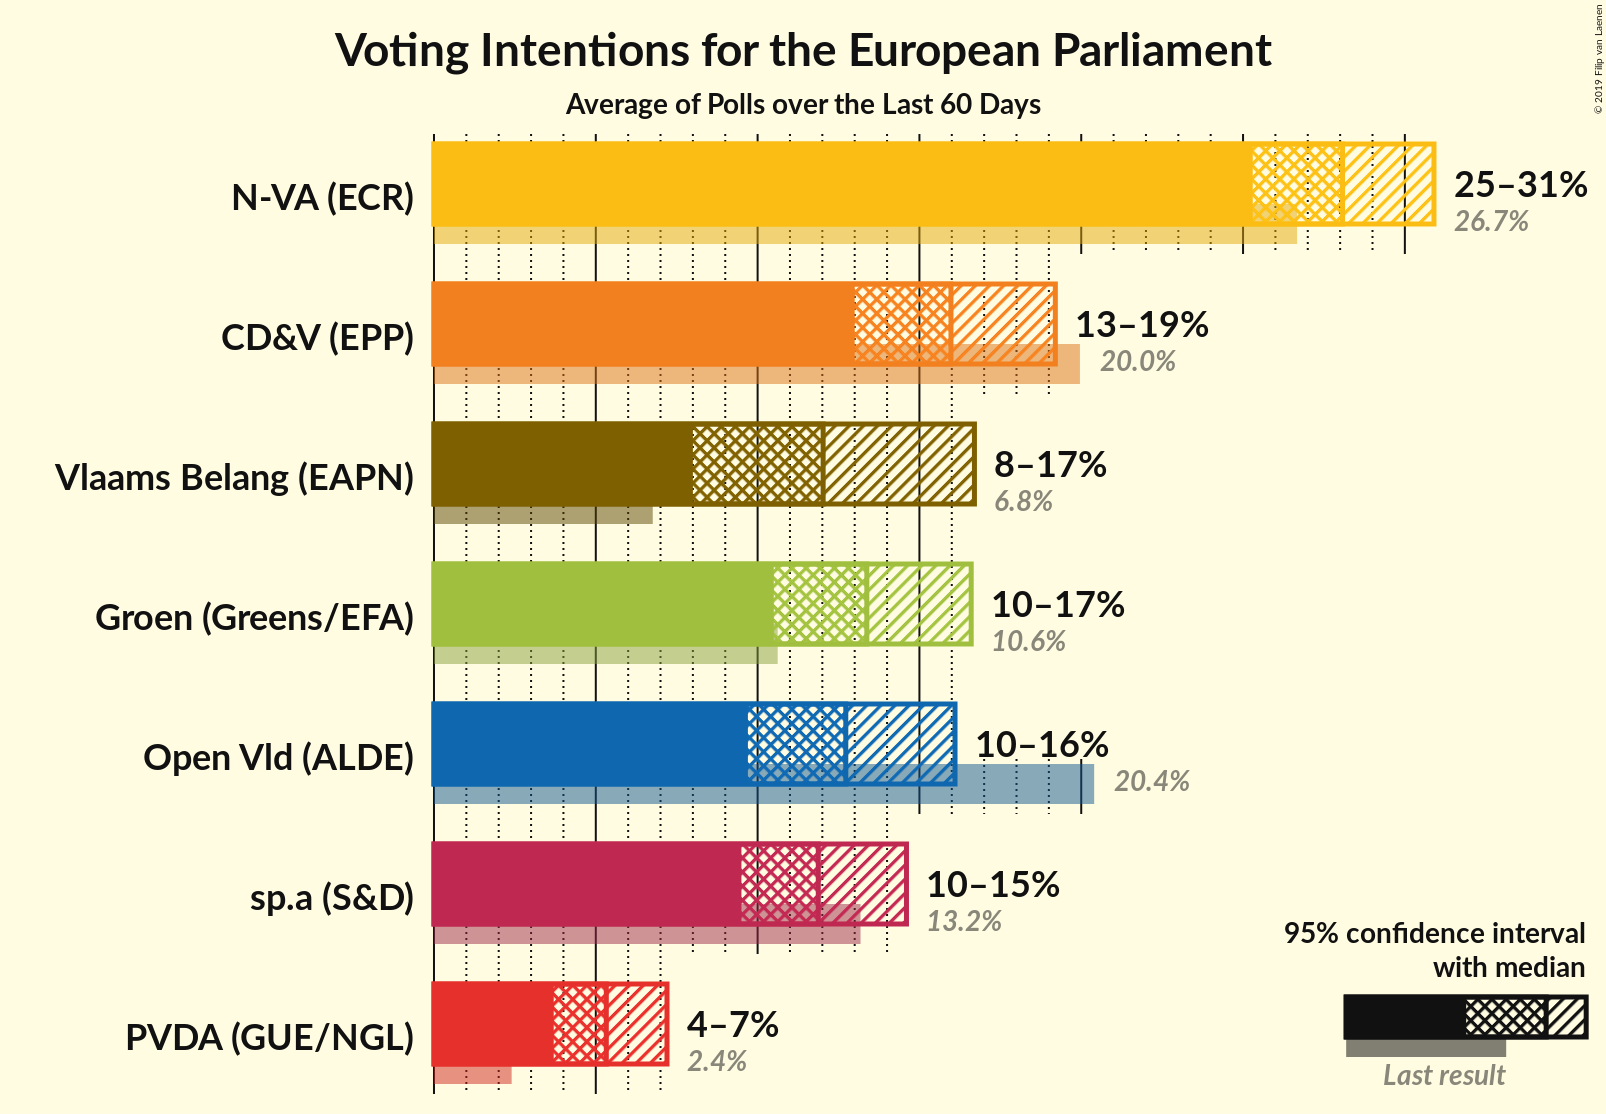 Voting Intentions for the European Parliament
Average of Polls over the Last 60 Days
© 2019 Filip van Laenen
N-VA (ECR)
25–31%
26.7%
CD&V (EPP)
13–19%
20.0%
Vlaams Belang (EAPN)
8–17%
6.8%
Groen (Greens/EFA)
10–17%
10.6%
Open Vld (ALDE)
10–16%
20.4%
sp.a (S&D)
10–15%
13.2%
PVDA (GUE/NGL)
4–7%
2.4%
95% confidence interval
with median
Last result